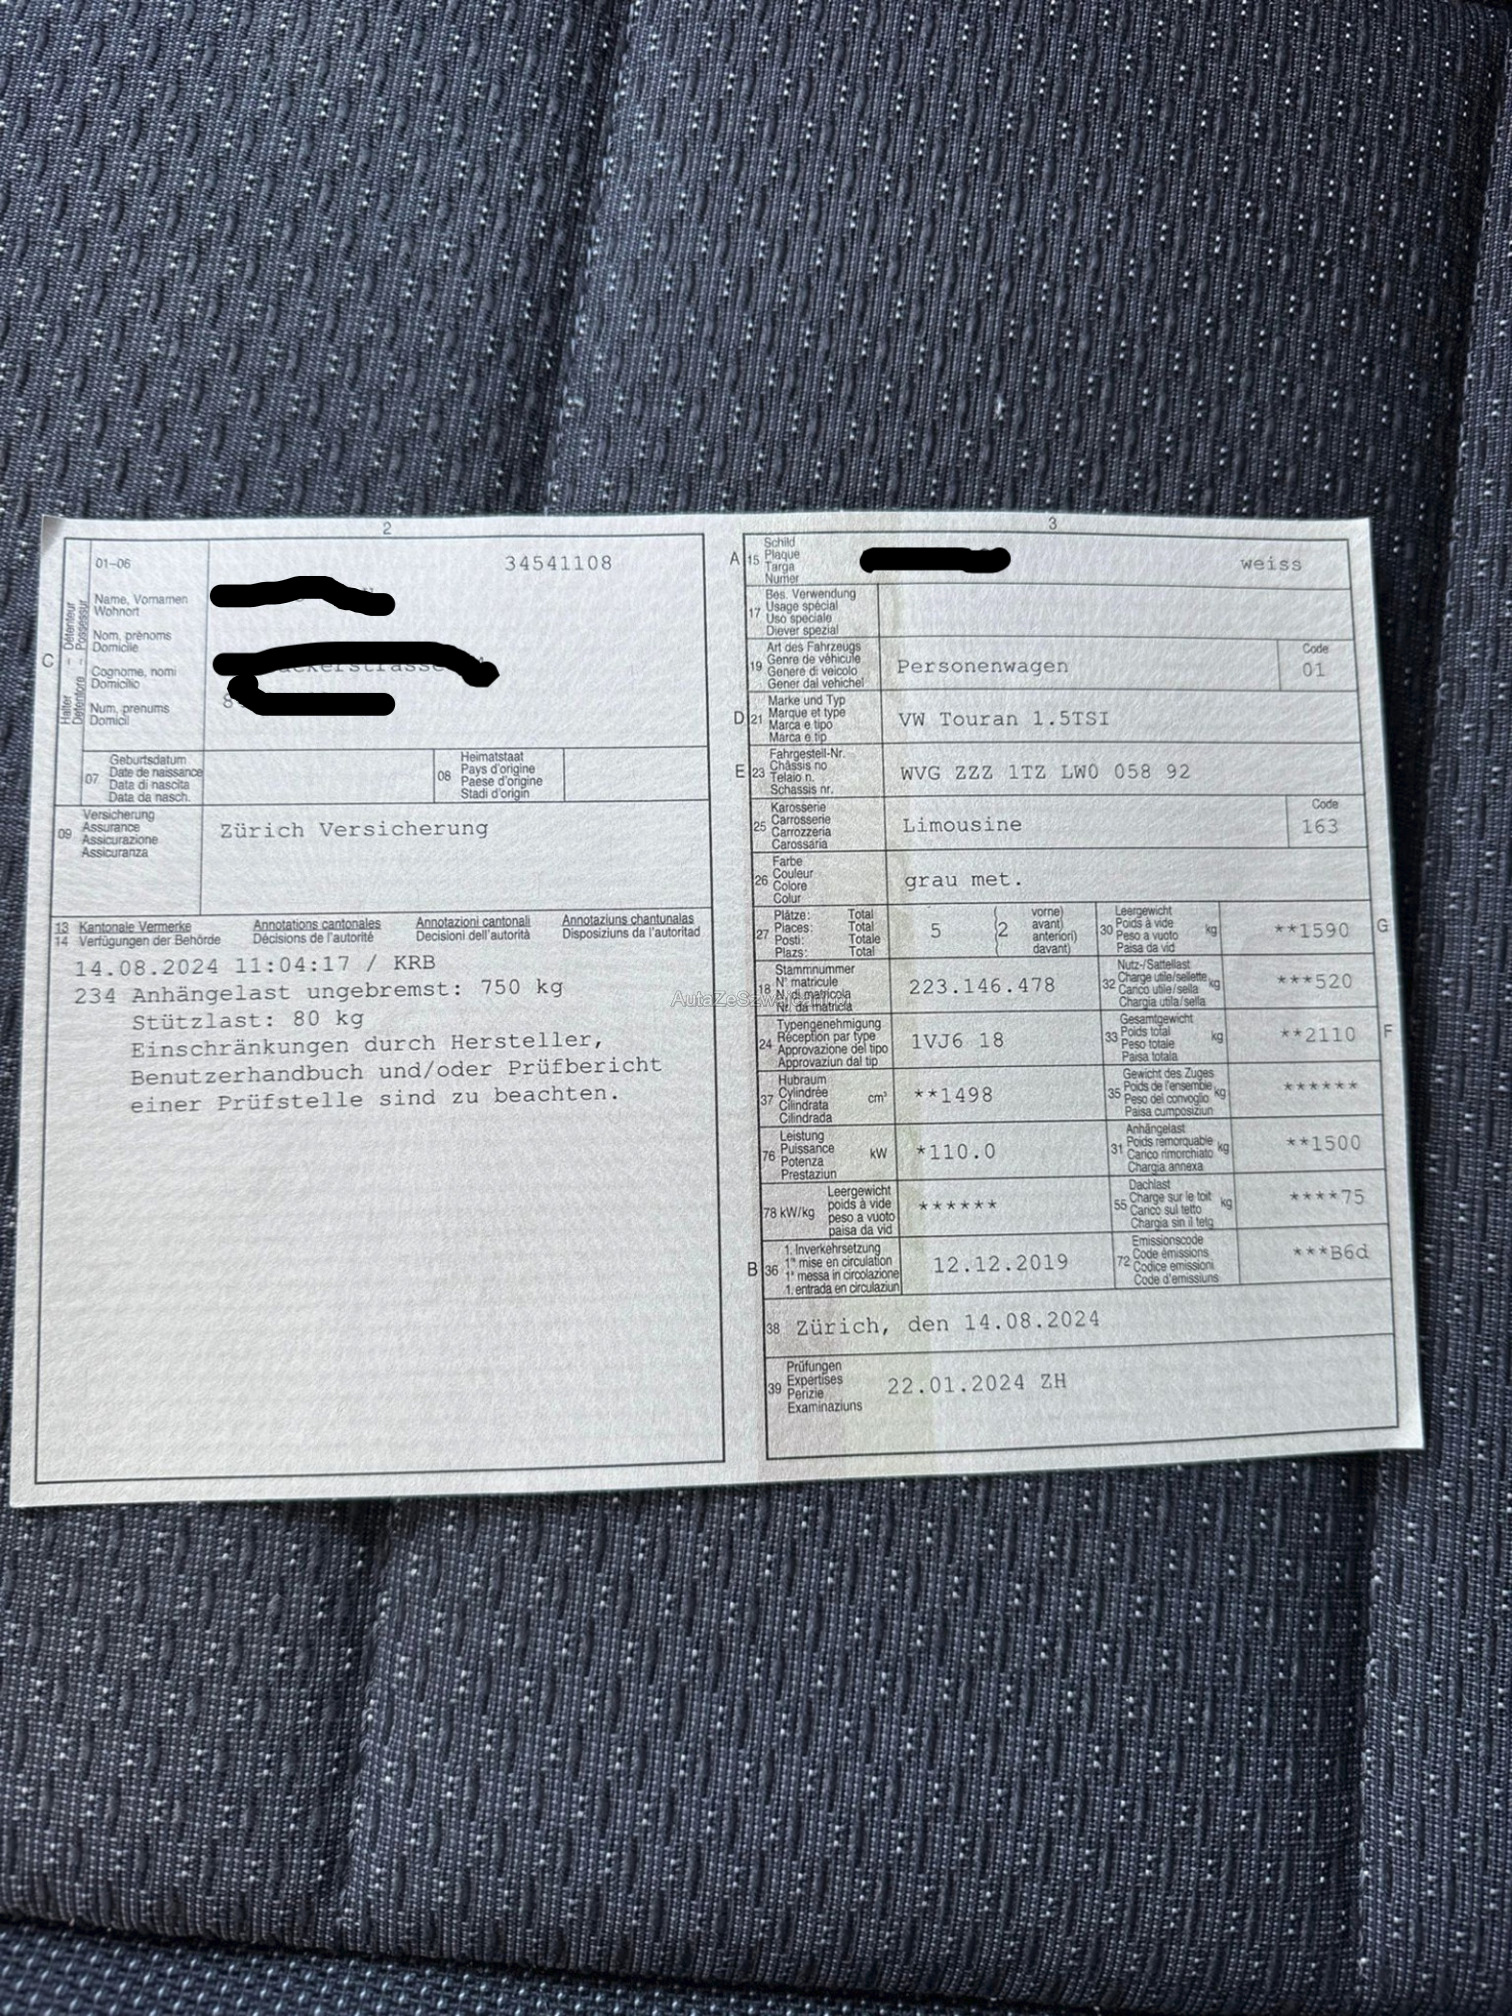 2
01-06
34541108
Name, Vornamen
Wohnort
Nom, prénoms
Domicile
Cognome, nomi
Domicilio
Num, prenums
Domicil
C
Halter – Détenteur
Detentore – Possessur
8
07
Geburtsdatum
Date de naissance
Data di nascita
Data da nasch.
08
Heimatstaat
Pays d'origine
Paese d'origine
Stadi d'origin
09
Versicherung
Assurance
Assicurazione
Assicuranza
Zürich Versicherung
13 Kantonale Vermerke Annotations cantonales Annotazioni cantonali Annotaziuns chantunalas
14 Verfügungen der Behörde Décisions de l'autorité Decisioni dell'autorità Disposiziuns da l'autoritad
14.08.2024 11:04:17 / KRB
234 Anhängelast ungebremst: 750 kg
Stützlast: 80 kg
Einschränkungen durch Hersteller,
Benutzerhandbuch und/oder Prüfbericht
einer Prüfstelle sind zu beachten.
3
A
15
Schild
Plaque
Targa
Numer
weiss
17
Bes. Verwendung
Usage spécial
Uso speciale
Diever spezial
19
Art des Fahrzeugs
Genre de véhicule
Genere di veicolo
Gener dal vehichel
Personenwagen
Code
01
D
21
Marke und Typ
Marque et type
Marca e tipo
Marca e tip
VW Touran 1.5TSI
E
23
Fahrgestell-Nr.
Châssis no
Telaio n.
Schassis nr.
WVG ZZZ 1TZ LW0 058 92
25
Karosserie
Carrosserie
Carrozzeria
Carossaria
Limousine
Code
163
26
Farbe
Couleur
Colore
Colur
grau met.
27
Plätze: Total
Places: Total
Posti: Totale
Plazs: Total
5
(2
vorne)
avant)
anteriori)
davant)
30
Leergewicht
Poids à vide
Peso a vuoto
Paisa da vid
kg
**1590
G
18
Stammnummer
N° matricule
N. di matricola
Nr. da matricla
223.146.478
32
Nutz-/Sattellast
Charge utile/sellette
Carico utile/sella
Chargia utila/sella
kg
***520
24
Typengenehmigung
Réception par type
Approvazione del tipo
Approvaziun dal tip
1VJ6 18
33
Gesamtgewicht
Poids total
Peso totale
Paisa totala
kg
**2110
F
37
Hubraum
Cylindrée
Cilindrata
Cilindrada
cm³
**1498
35
Gewicht des Zuges
Poids de l'ensemble
Peso del convoglio
Paisa cumposiziun
kg
******
76
Leistung
Puissance
Potenza
Prestaziun
kW
*110.0
31
Anhängelast
Poids remorquable
Carico rimorchiato
Chargia annexa
kg
**1500
78 kW/kg
Leergewicht
poids à vide
peso a vuoto
paisa da vid
******
55
Dachlast
Charge sur le toit
Carico sul tetto
Chargia sin il tetg
kg
****75
B
36
1. Inverkehrsetzung
1re mise en circulation
1a messa in circolazione
1. entrada en circulaziun
12.12.2019
72
Emissionscode
Code émissions
Codice emissioni
Code d'emissiuns
***B6d
38
Zürich, den 14.08.2024
39
Prüfungen
Expertises
Perizie
Examinaziuns
22.01.2024 ZH